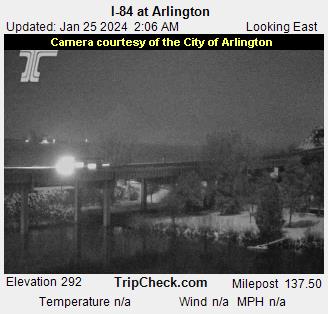 I-84 at Arlington
Updated: Jan 25 2024 2:06 AM Looking East
Camera courtesy of the City of Arlington
Elevation 292 TripCheck.com Milepost 137.50
Temperature n/a Wind n/a MPH n/a